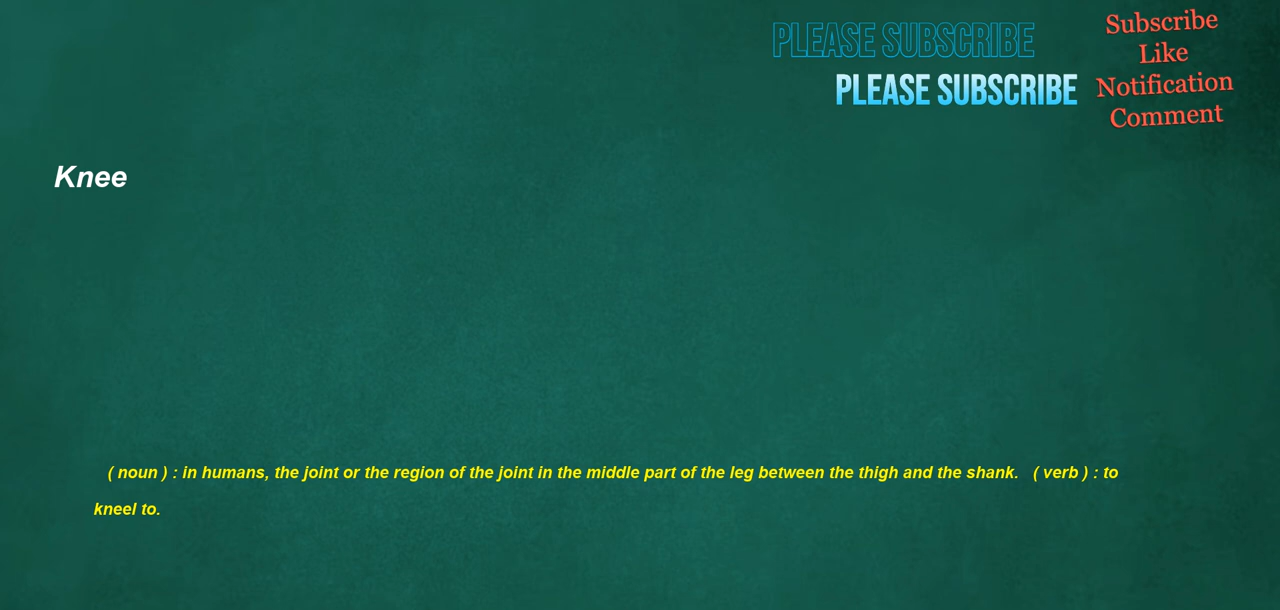 PLEASE SUBSCRIBE
PLEASE SUBSCRIBE
Subscribe
Like
Notification
Comment
Knee
( noun ) : in humans, the joint or the region of the joint in the middle part of the leg between the thigh and the shank. ( verb ) : to
kneel to.